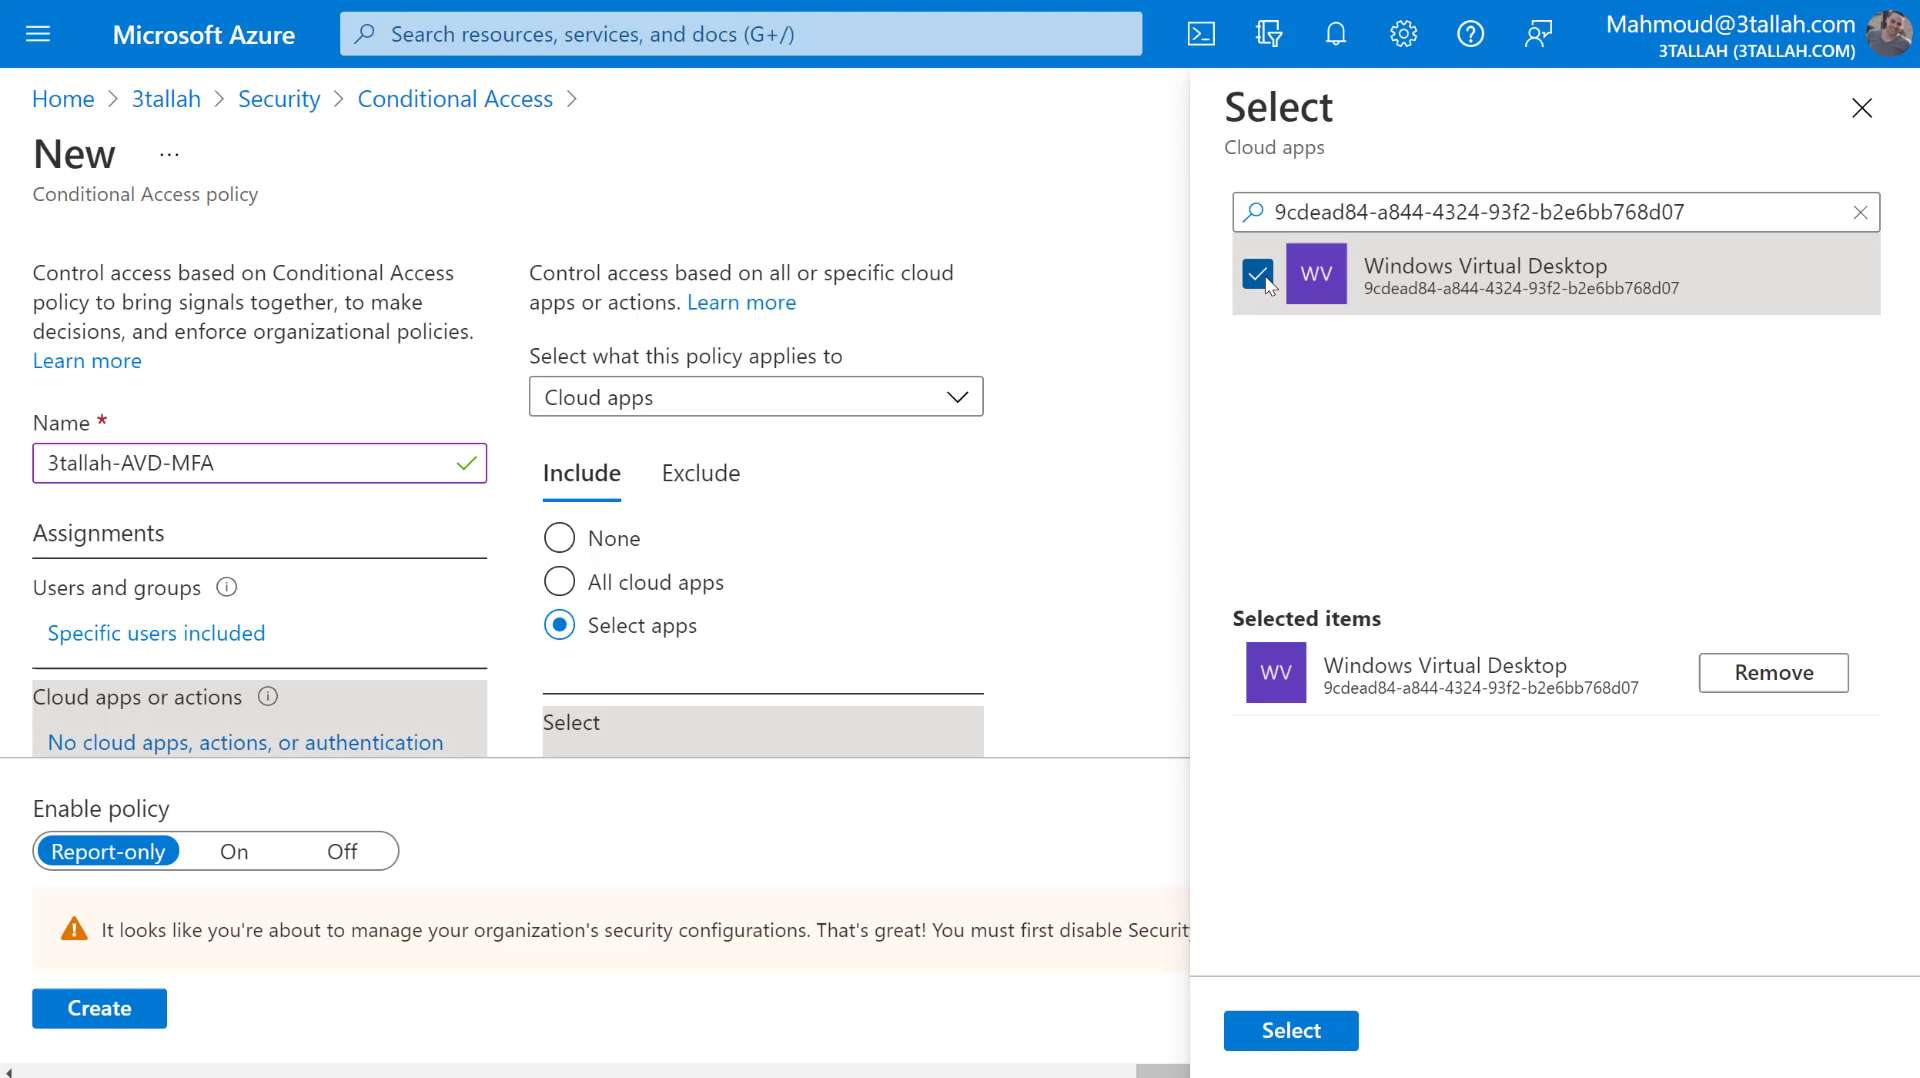 Microsoft Azure
Search resources, services, and docs (G+/)
Mahmoud@3tallah.com
3TALLAH (3TALLAH.COM)
Home > 3tallah > Security > Conditional Access >
New ...
Conditional Access policy
Control access based on Conditional Access
policy to bring signals together, to make
decisions, and enforce organizational policies.
Learn more
Name *
3tallah-AVD-MFA
Assignments
Users and groups
Specific users included
Cloud apps or actions
No cloud apps, actions, or authentication
Control access based on all or specific cloud
apps or actions. Learn more
Select what this policy applies to
Cloud apps
Include Exclude
None
All cloud apps
Select apps
Select
Enable policy
Report-only On Off
It looks like you're about to manage your organization's security configurations. That's great! You must first disable Securit
Create
Select
Cloud apps
9cdead84-a844-4324-93f2-b2e6bb768d07
WV
Windows Virtual Desktop
9cdead84-a844-4324-93f2-b2e6bb768d07
Selected items
WV
Windows Virtual Desktop
9cdead84-a844-4324-93f2-b2e6bb768d07
Remove
Select